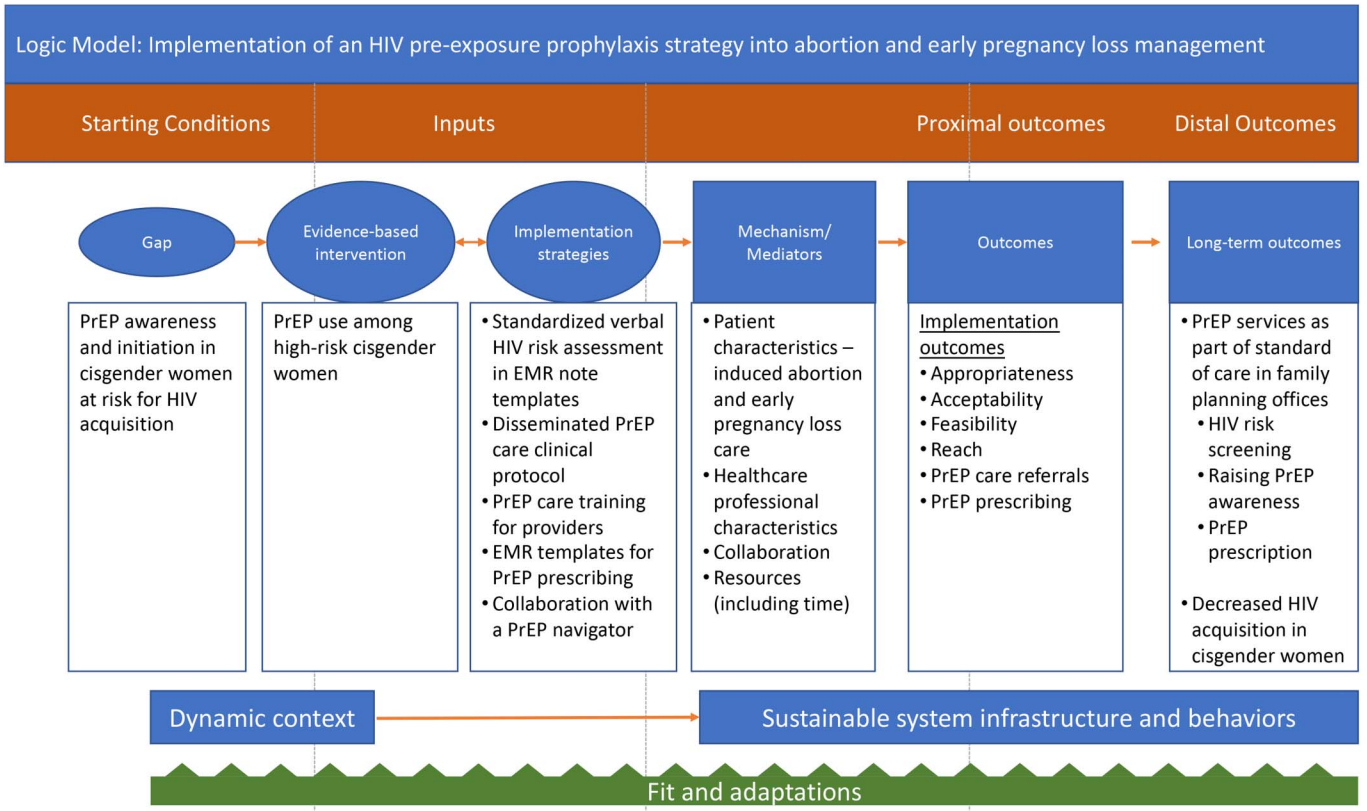 Logic Model: Implementation of an HIV pre-exposure prophylaxis strategy into abortion and early pregnancy loss management
Starting Conditions
Inputs
Proximal outcomes
Distal Outcomes
Gap
Evidence-based
intervention
Implementation
strategies
Mechanism/
Mediators
Outcomes
Long-term outcomes
PrEP awareness
and initiation in
cisgender women
at risk for HIV
acquisition
PrEP use among
high-risk cisgender
women
• Standardized verbal
HIV risk assessment
in EMR note
templates
• Disseminated PrEP
care clinical
protocol
• PrEP care training
for providers
• EMR templates for
PrEP prescribing
• Collaboration with
a PrEP navigator
• Patient
characteristics –
induced abortion
and early
pregnancy loss
care
• Healthcare
professional
characteristics
• Collaboration
• Resources
(including time)
Implementation
outcomes
• Appropriateness
• Acceptability
• Feasibility
• Reach
• PrEP care referrals
• PrEP prescribing
• PrEP services as
part of standard
of care in family
planning offices
• HIV risk
screening
• Raising PrEP
awareness
• PrEP
prescription
• Decreased HIV
acquisition in
cisgender women
Dynamic context
Sustainable system infrastructure and behaviors
Fit and adaptations